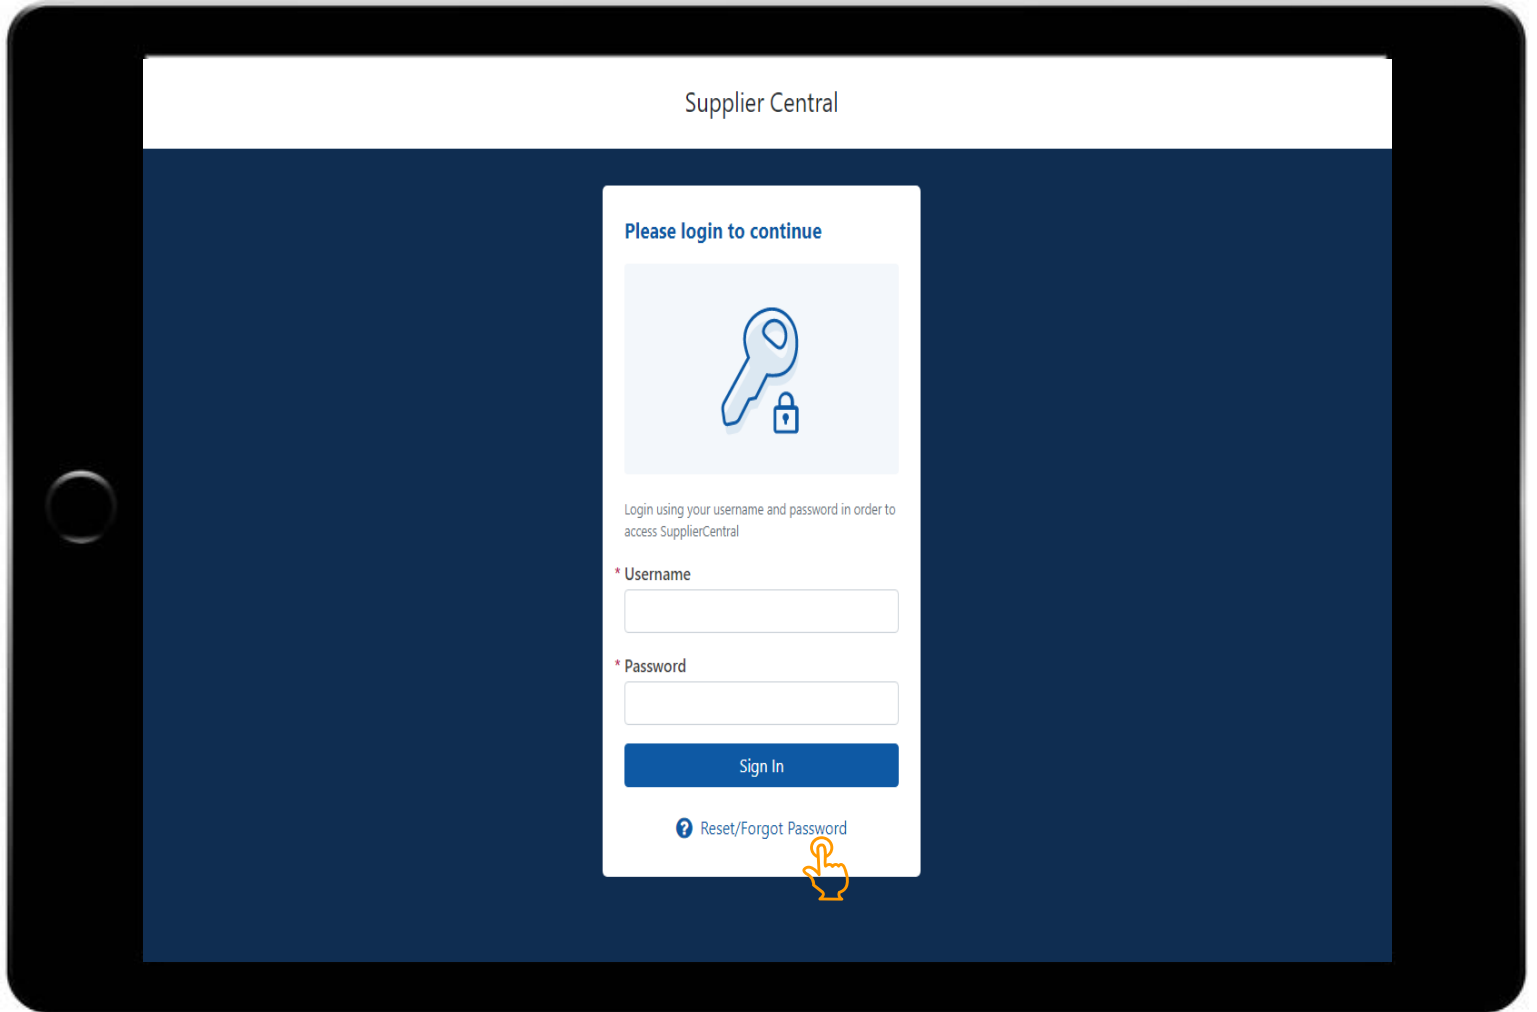 Supplier Central
Please login to continue
Login using your username and password in order to
access SupplierCentral
* Username
* Password
Sign In
? Reset/Forgot Password